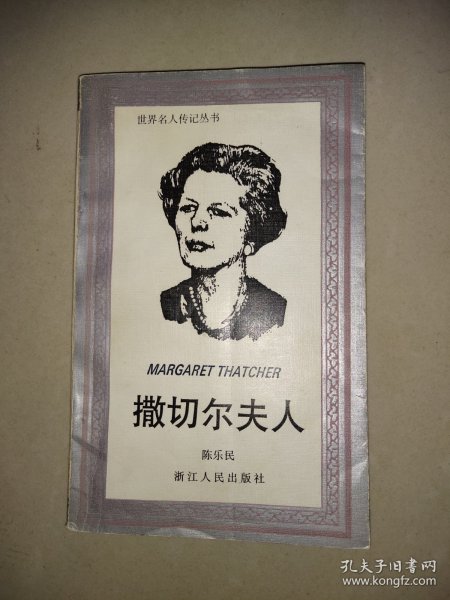 世界名人传记丛书
MARGARET THATCHER
撒切尔夫人
陈乐民
浙江人民出版社
孔夫子旧书网
www.kongfz.com